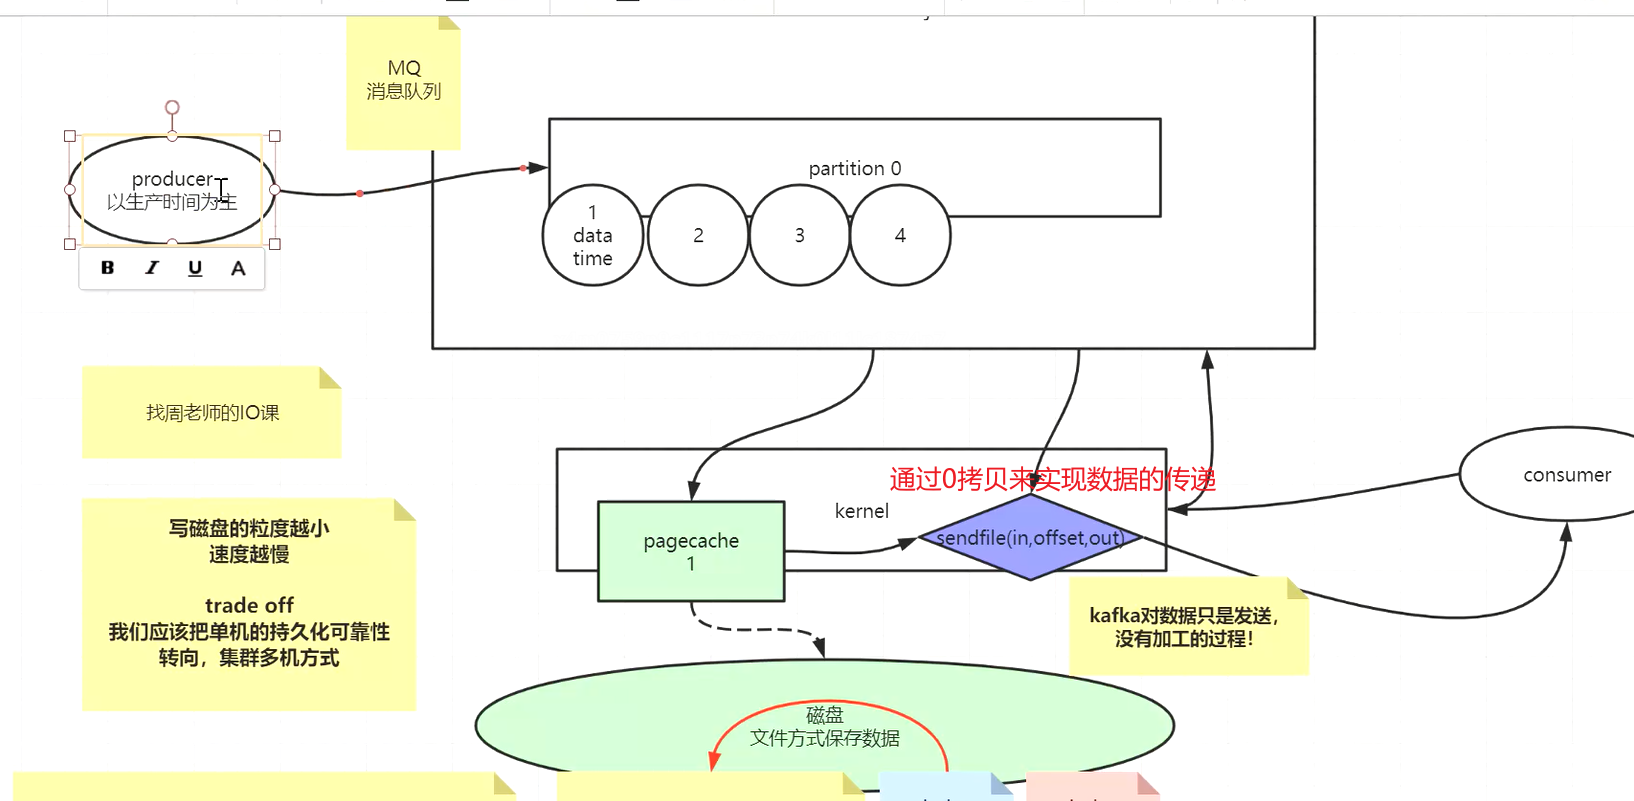 MQ
消息队列
producer
以生产时间为主
B I U A
partition 0
1
data
time
2
3
4
找周老师的IO课
写磁盘的粒度越小
速度越慢
trade off
我们应该把单机的持久化可靠性
转向，集群多机方式
通过0拷贝来实现数据的传递
kernel
pagecache
1
sendfile(in,offset,out)
consumer
kafka对数据只是发送，
没有加工的过程！
磁盘
文件方式保存数据